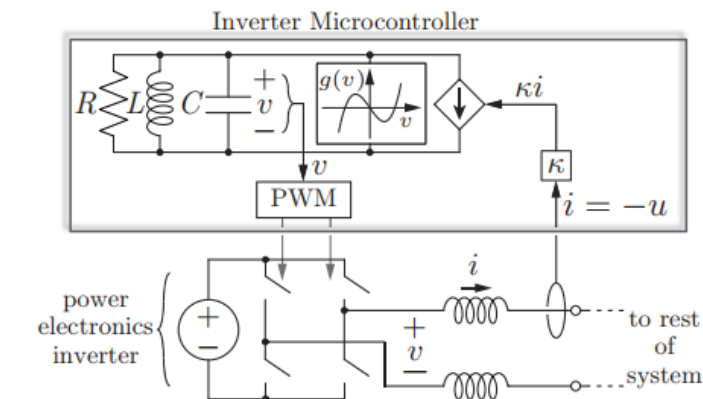 Inverter Microcontroller
R
L
C
+
v
−
g(v)
v
κi
v
κ
PWM
i = −u
i
power
electronics
inverter
+
−
+
v
−
to rest
of
system